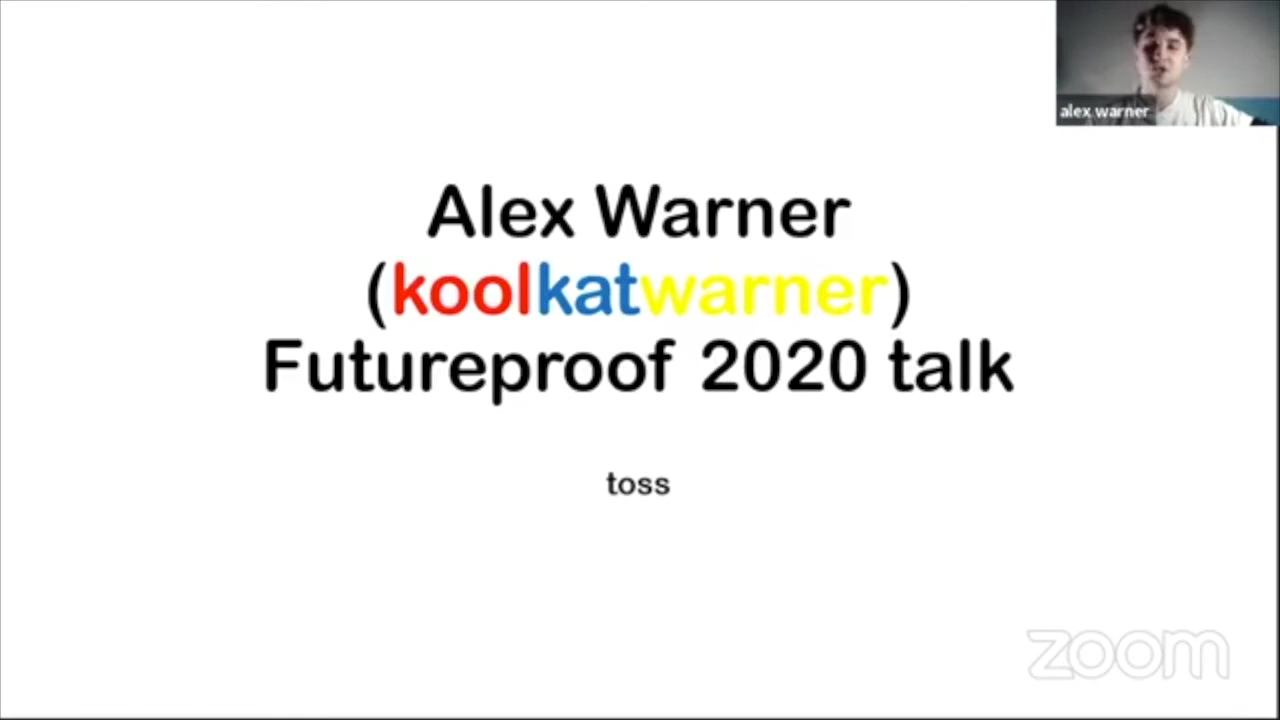 alex warner
Alex Warner
(koolkatwarner)
Futureproof 2020 talk
toss
zoom